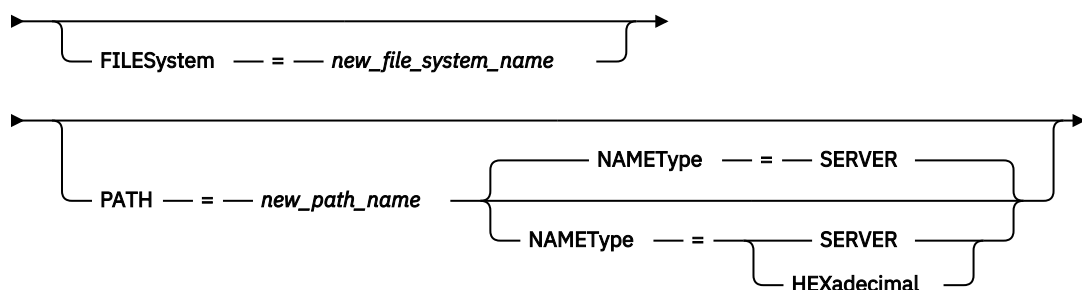 FILESystem = new_file_system_name
NAMEType = SERVER
PATH = new_path_name
NAMEType = SERVER
HEXadecimal